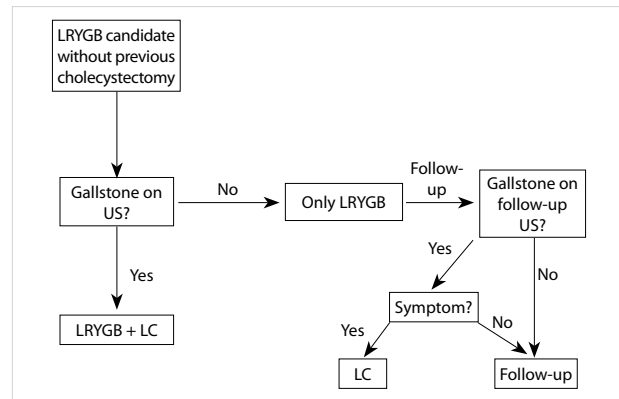 LRYGB candidate
without previous
cholecystectomy
Gallstone on
US?
No
Only LRYGB
Follow-
up
Gallstone on
follow-up
US?
Yes
LRYGB + LC
Yes
No
Symptom?
Yes
No
LC
Follow-up